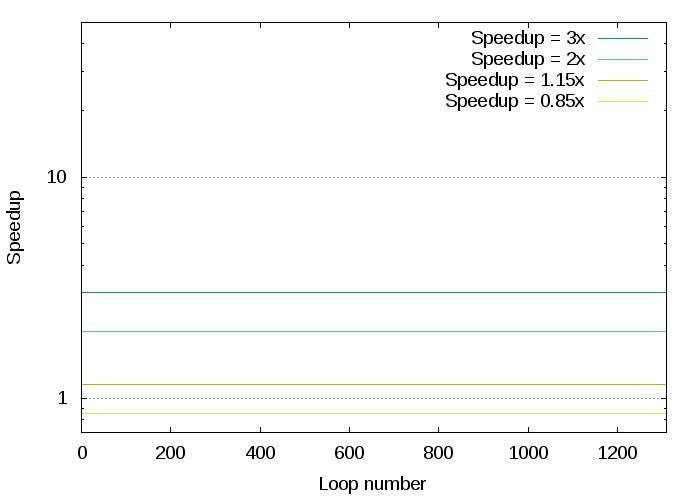 Speedup = 3x
Speedup = 2x
Speedup = 1.15x
Speedup = 0.85x
10
1
Speedup
0 200 400 600 800 1000 1200
Loop number